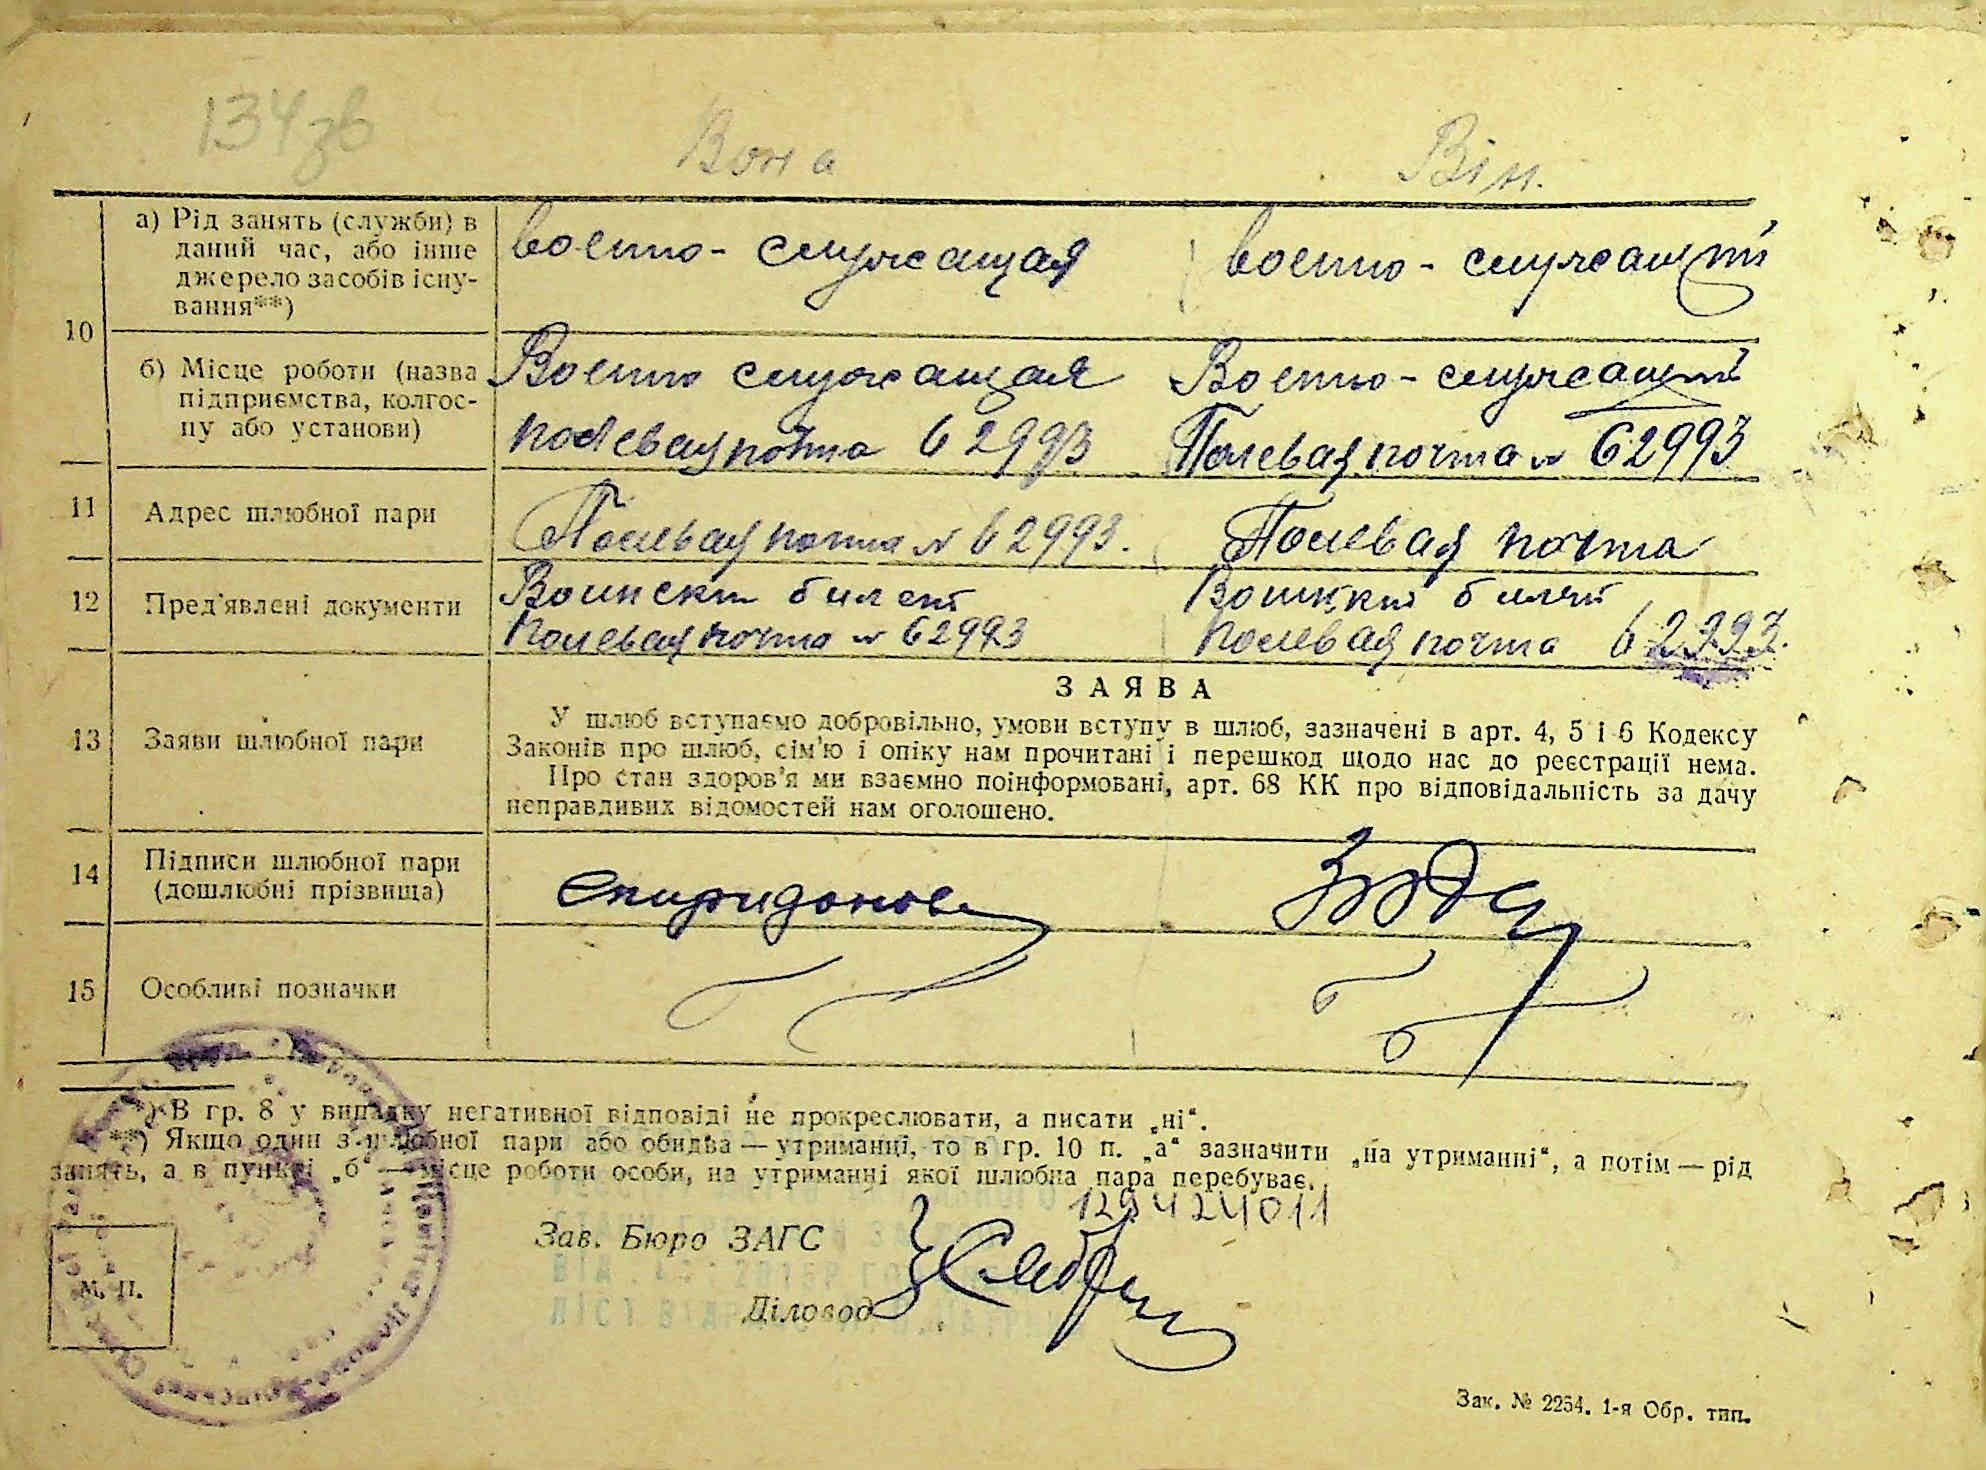 134зв
Вона Він.
10
а) Рід занять (служби) в
даний час, або інше
джерело засобів існу-
вання**)
военно-служащая военно-служащий
б) Місце роботи (назва
підприємства, колгос-
пу або установи)
Военно служащая Военно-служащий
полевая почта 62993 Полевая почта № 62993
11 Адрес шлюбної пари
Полевая почта № 62993. Полевая почта
12 Пред'явлені документи
Воински билет
Полевая почта № 62993 полевая почта
13 Заяви шлюбної пари
ЗАЯВА
У шлюб вступаємо добровільно, умови вступу в шлюб, зазначені в арт. 4, 5 і 6 Кодексу
Законів про шлюб, сім'ю і опіку нам прочитані і перешкод щодо нас до реєстрації нема.
Про стан здоров'я ми взаємно поінформовані, арт. 68 КК про відповідальність за дачу
неправдивих відомостей нам оголошено.
14 Підписи шлюбної пари
(дошлюбні прізвища)
Спиридонова
15 Особливі позначки
*) В гр. 8 у випадку негативної відповіді не прокреслювати, а писати „ні“.
**) Якщо один з шлюбної пари або обидва — утриманці, то в гр. 10 п. „а“ зазначити „на утриманні“, а потім — рід
занять, а в пункті „б“ — місце роботи особи, на утриманні якої шлюбна пара перебуває.
Зав. Бюро ЗАГС
Діловод
М. П.
Зак. № 2254. 1-я Обр. тип.